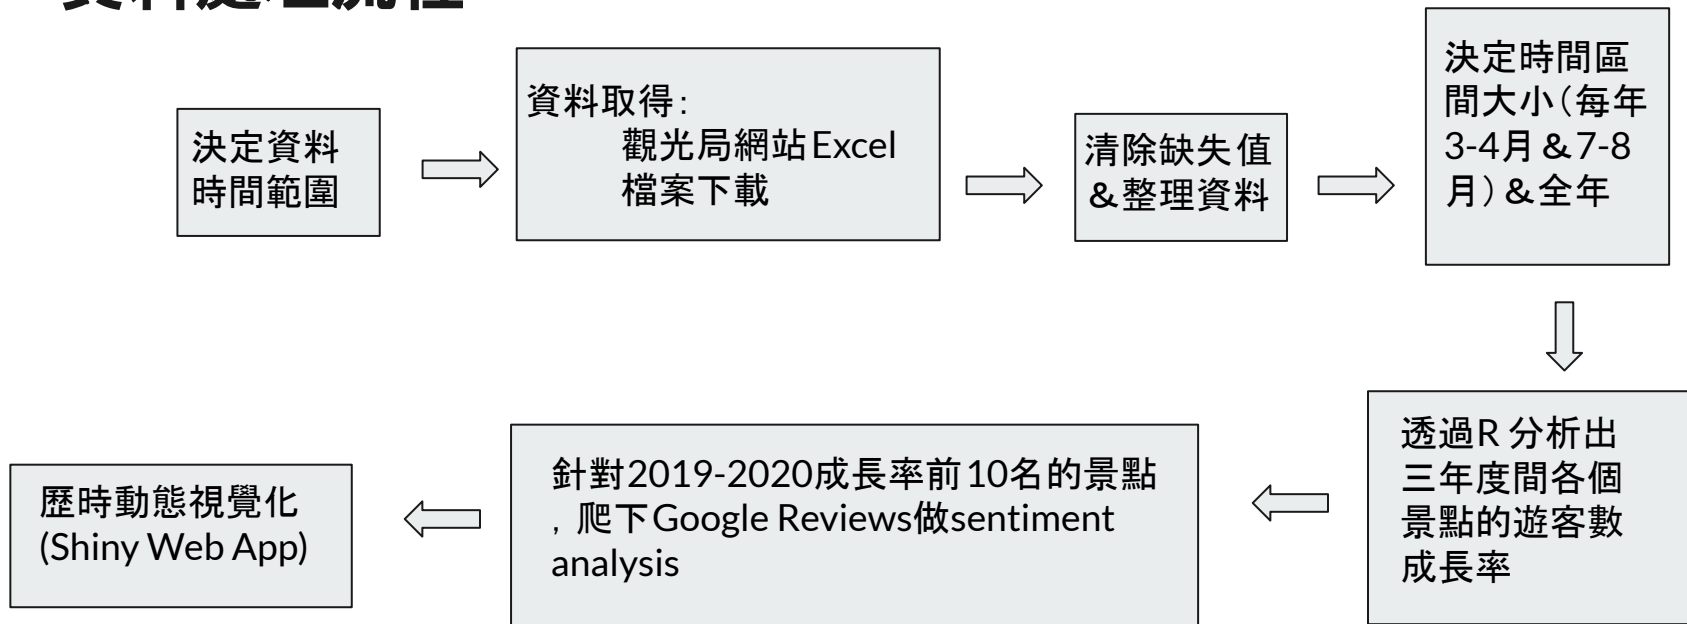 資料處理流程
決定資料
時間範圍
資料取得：
觀光局網站Excel
檔案下載
清除缺失值
&整理資料
決定時間區
間大小（每年
3-4月&7-8
月）&全年
透過R 分析出
三年度間各個
景點的遊客數
成長率
針對2019-2020成長率前10名的景點
，爬下Google Reviews做sentiment
analysis
歷時動態視覺化
(Shiny Web App)